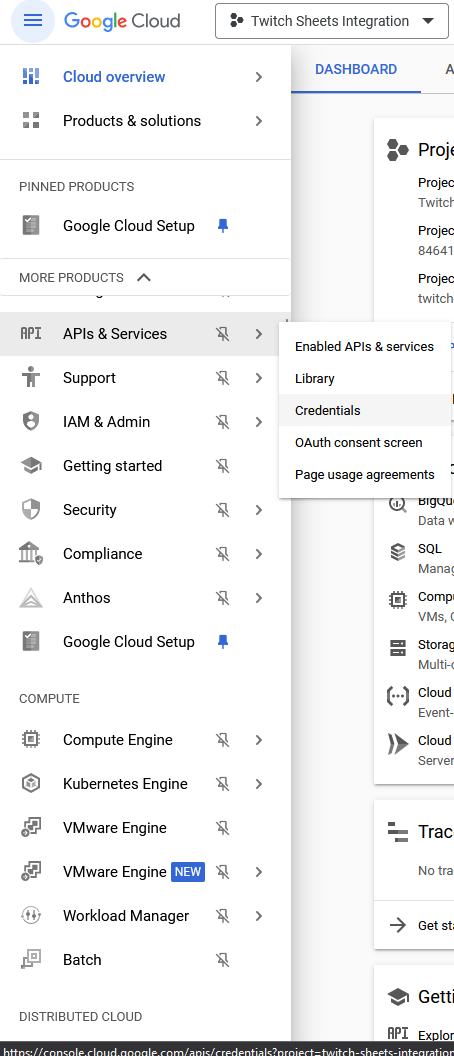 Google Cloud
Twitch Sheets Integration
DASHBOARD
Cloud overview
Products & solutions
PINNED PRODUCTS
Google Cloud Setup
MORE PRODUCTS
APIs & Services
Support
IAM & Admin
Getting started
Security
Compliance
Anthos
Google Cloud Setup
COMPUTE
Compute Engine
Kubernetes Engine
VMware Engine
VMware Engine NEW
Workload Manager
Batch
DISTRIBUTED CLOUD
Enabled APIs & services
Library
Credentials
OAuth consent screen
Page usage agreements
Proje
Projec
Twitch
Projec
84641
Projec
twitch
BigQue
Data w
SQL
Manag
Compu
VMs, G
Storag
Multi-c
Cloud
Event-
Cloud
Server
Trac
No tra
Get sta
Getti
API Explor
https://console.cloud.google.com/apis/credentials?project=twitch-sheets-integration